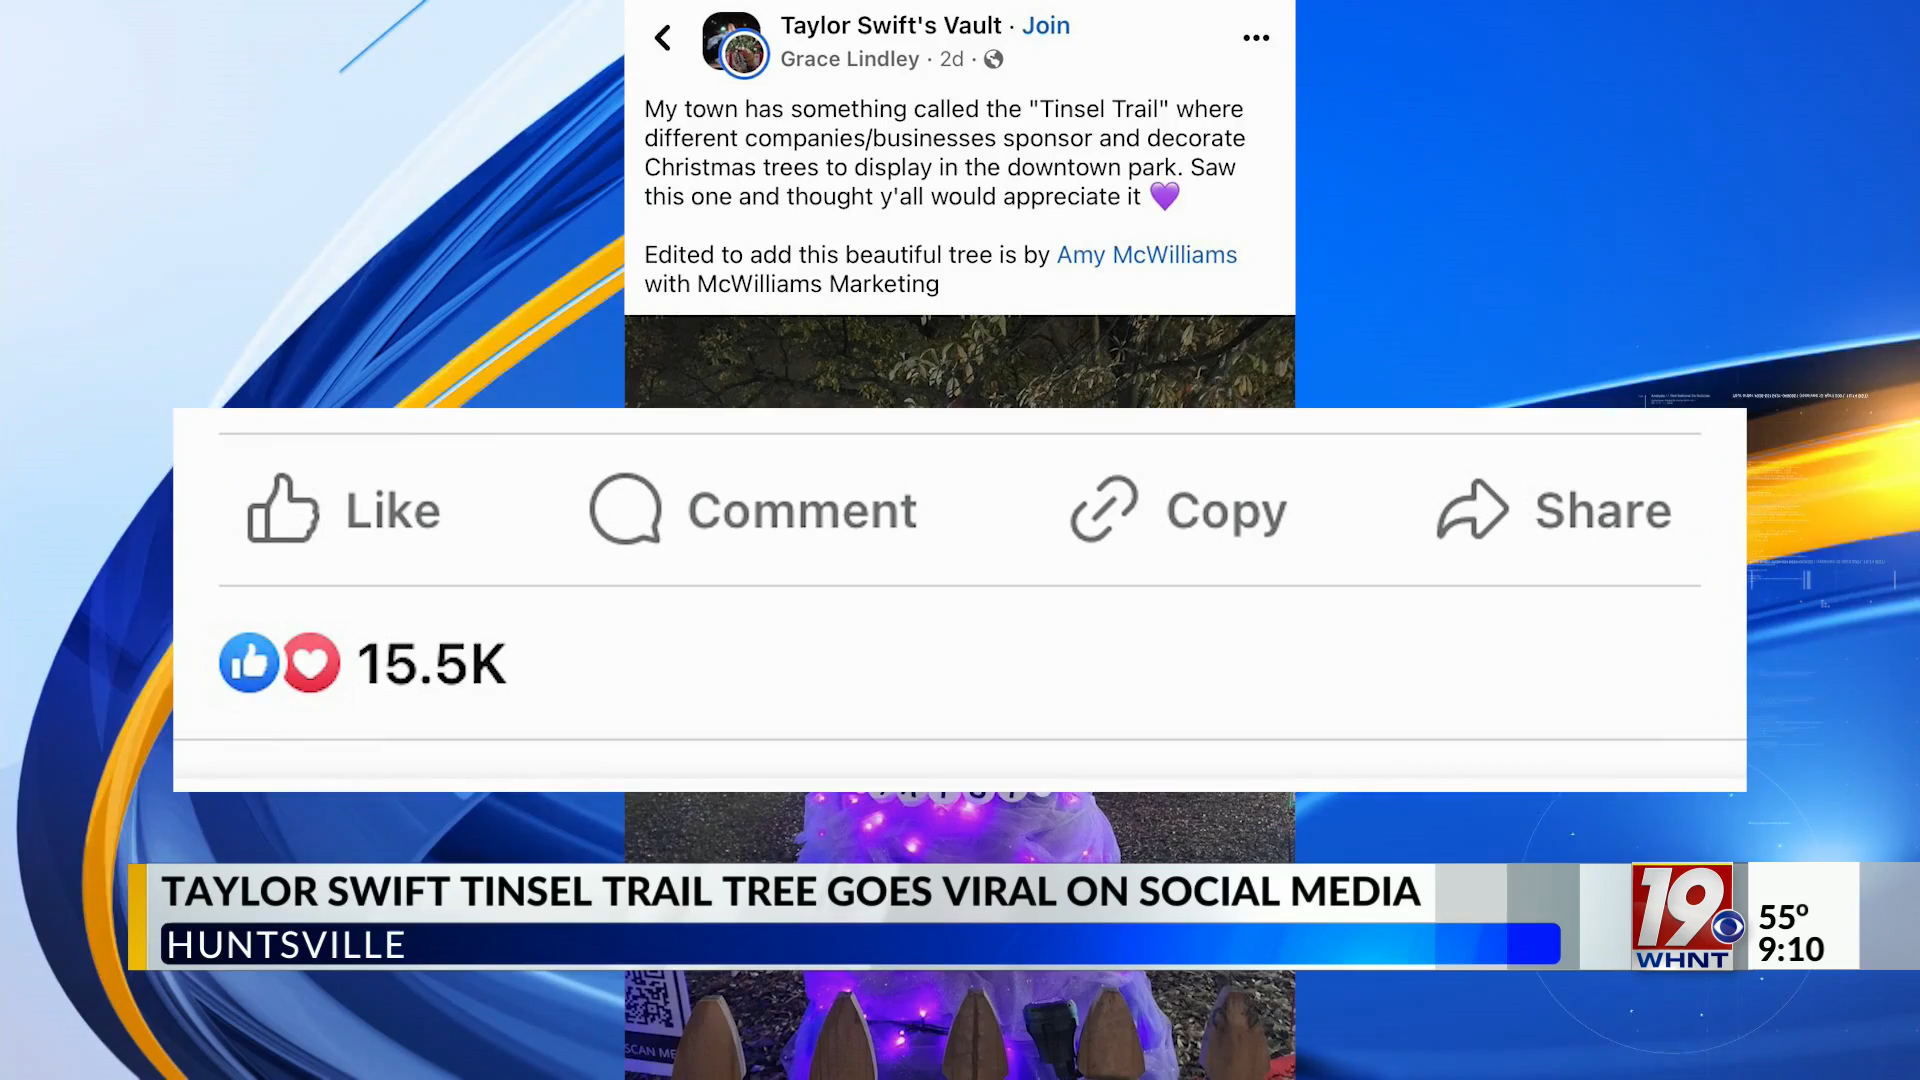 Taylor Swift's Vault · Join
Grace Lindley · 2d ·
My town has something called the "Tinsel Trail" where
different companies/businesses sponsor and decorate
Christmas trees to display in the downtown park. Saw
this one and thought y'all would appreciate it 💜
Edited to add this beautiful tree is by Amy McWilliams
with McWilliams Marketing
Like Comment Copy Share
15.5K
TAYLOR SWIFT TINSEL TRAIL TREE GOES VIRAL ON SOCIAL MEDIA
HUNTSVILLE
19
WHNT
55°
9:10
SCAN ME